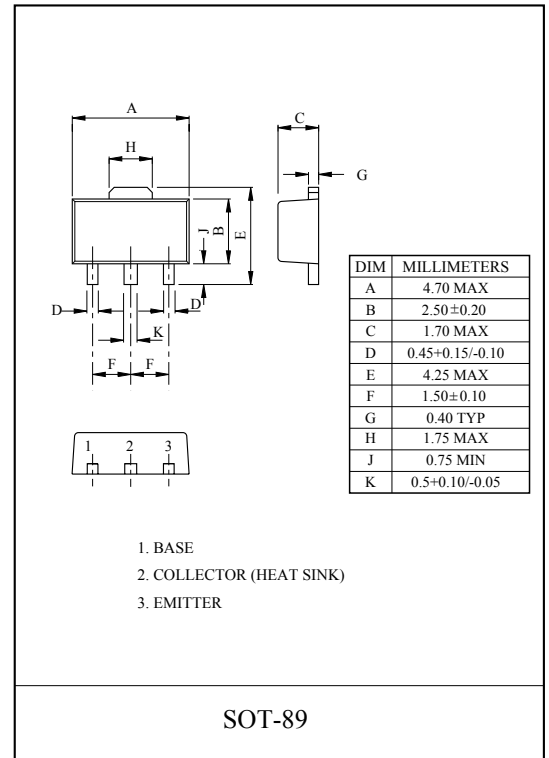 A
H
C
G
J
B
E
D
D
K
F
F
DIM MILLIMETERS
A 4.70 MAX
B 2.50±0.20
C 1.70 MAX
D 0.45+0.15/-0.10
E 4.25 MAX
F 1.50±0.10
G 0.40 TYP
H 1.75 MAX
J 0.75 MIN
K 0.5+0.10/-0.05
1 2 3
1. BASE
2. COLLECTOR (HEAT SINK)
3. EMITTER
SOT-89